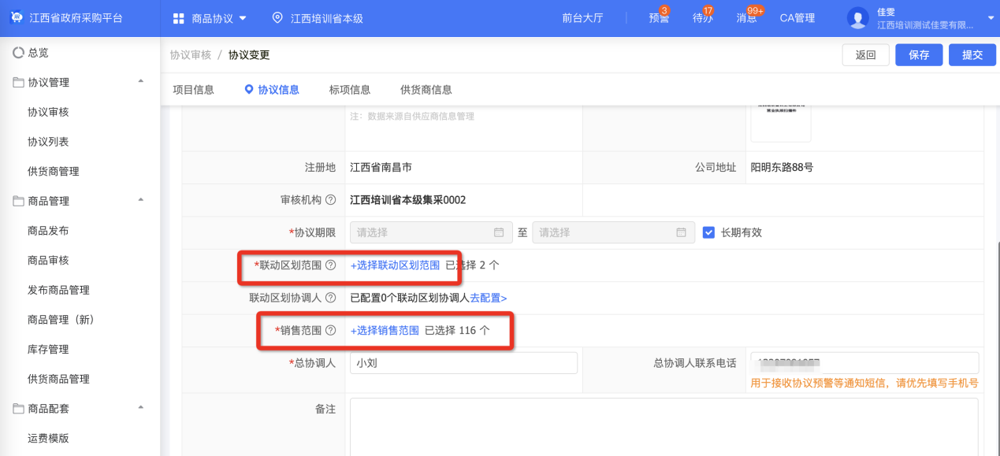 江西省政府采购平台
商品协议
江西培训省本级
前台大厅
预警 3
待办 17
消息 99+
CA管理
佳雯
江西培训测试佳雯有限...
总览
协议管理
协议审核
协议列表
供货商管理
商品管理
商品发布
商品审核
发布商品管理
商品管理（新）
库存管理
供货商品管理
商品配套
运费模版
协议审核 / 协议变更
返回
保存
提交
项目信息
协议信息
标项信息
供货商信息
注：数据来源自供应商信息管理
注册地 江西省南昌市 公司地址 阳明东路88号
审核机构 江西培训省本级集采0002
*协议期限 请选择 至 请选择 长期有效
*联动区划范围 +选择联动区划范围 已选择 2 个
联动区划协调人 已配置0个联动区划协调人去配置>
*销售范围 +选择销售范围 已选择 116 个
*总协调人 小刘 总协调人联系电话
用于接收协议预警等通知短信，请优先填写手机号
备注